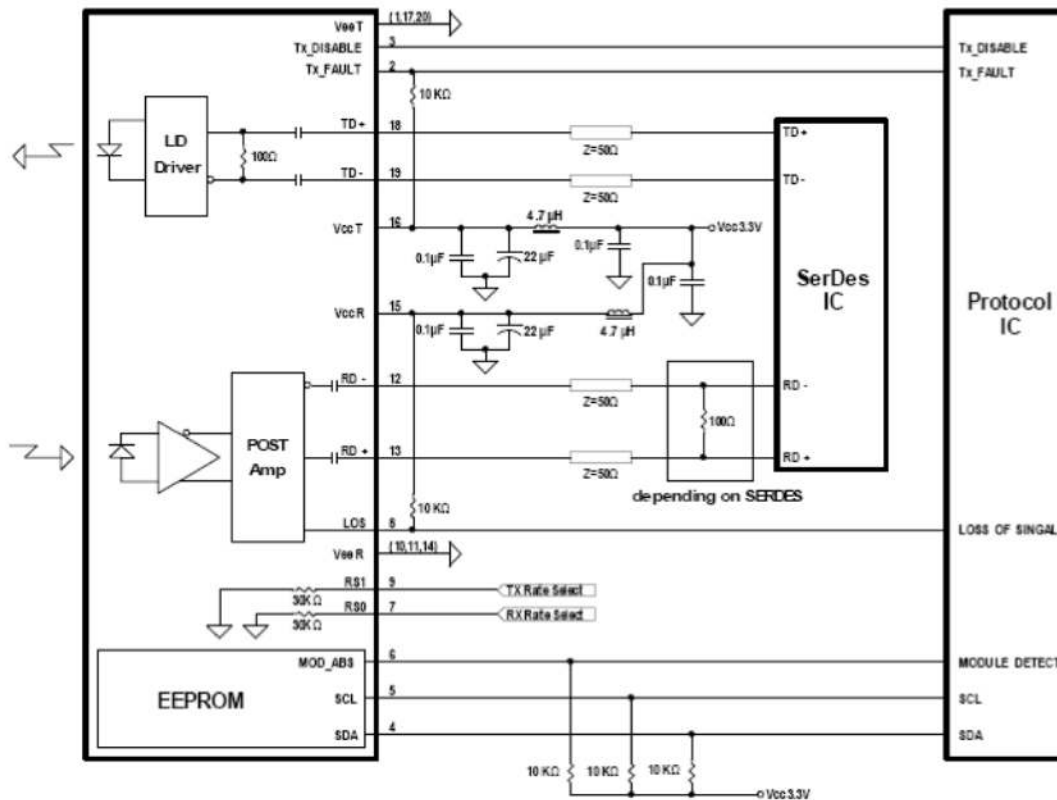 VeeT
(1,17,20)
Tx_DISABLE
3
Tx_DISABLE
Tx_FAULT
2
Tx_FAULT
10 KΩ
LD
Driver
100Ω
TD+
18
Z=50Ω
TD+
TD-
19
Z=50Ω
TD-
VccT
16
4.7 µH
Vcc3.3V
0.1µF
22 µF
0.1µF
0.1µF
SerDes
IC
Protocol
IC
VccR
15
0.1µF
22 µF
4.7 µH
RD -
12
Z=50Ω
RD -
100Ω
POST
Amp
RD +
13
Z=50Ω
RD +
depending on SERDES
10 KΩ
LOS
8
LOSS OF SINGAL
VeeR
(10,11,14)
RS1
9
TX Rate Select
30KΩ
RS0
7
RX Rate Select
30KΩ
MOD_ABS
6
MODULE DETECT
EEPROM
SCL
5
SCL
SDA
4
SDA
10 KΩ
10 KΩ
10 KΩ
Vcc3.3V